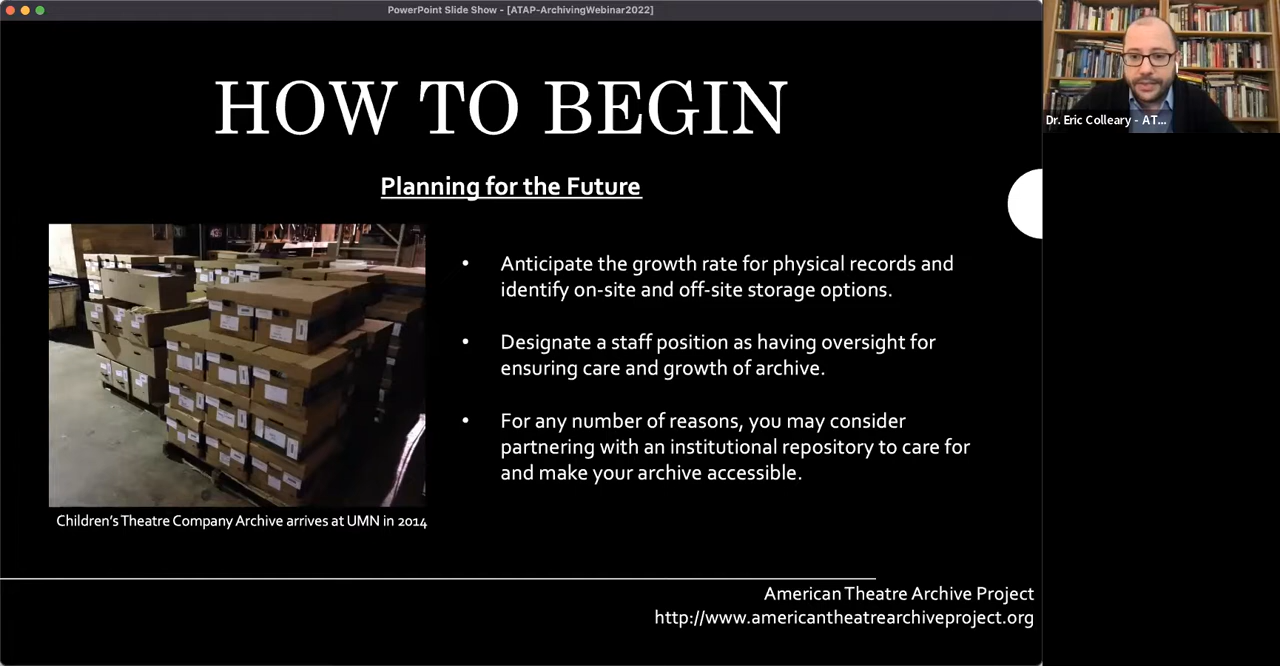 PowerPoint Slide Show - [ATAP-ArchivingWebinar2022]
HOW TO BEGIN
Planning for the Future
• Anticipate the growth rate for physical records and
identify on-site and off-site storage options.
• Designate a staff position as having oversight for
ensuring care and growth of archive.
• For any number of reasons, you may consider
partnering with an institutional repository to care for
and make your archive accessible.
Children's Theatre Company Archive arrives at UMN in 2014
American Theatre Archive Project
http://www.americantheatrearchiveproject.org
Dr. Eric Colleary - AT...